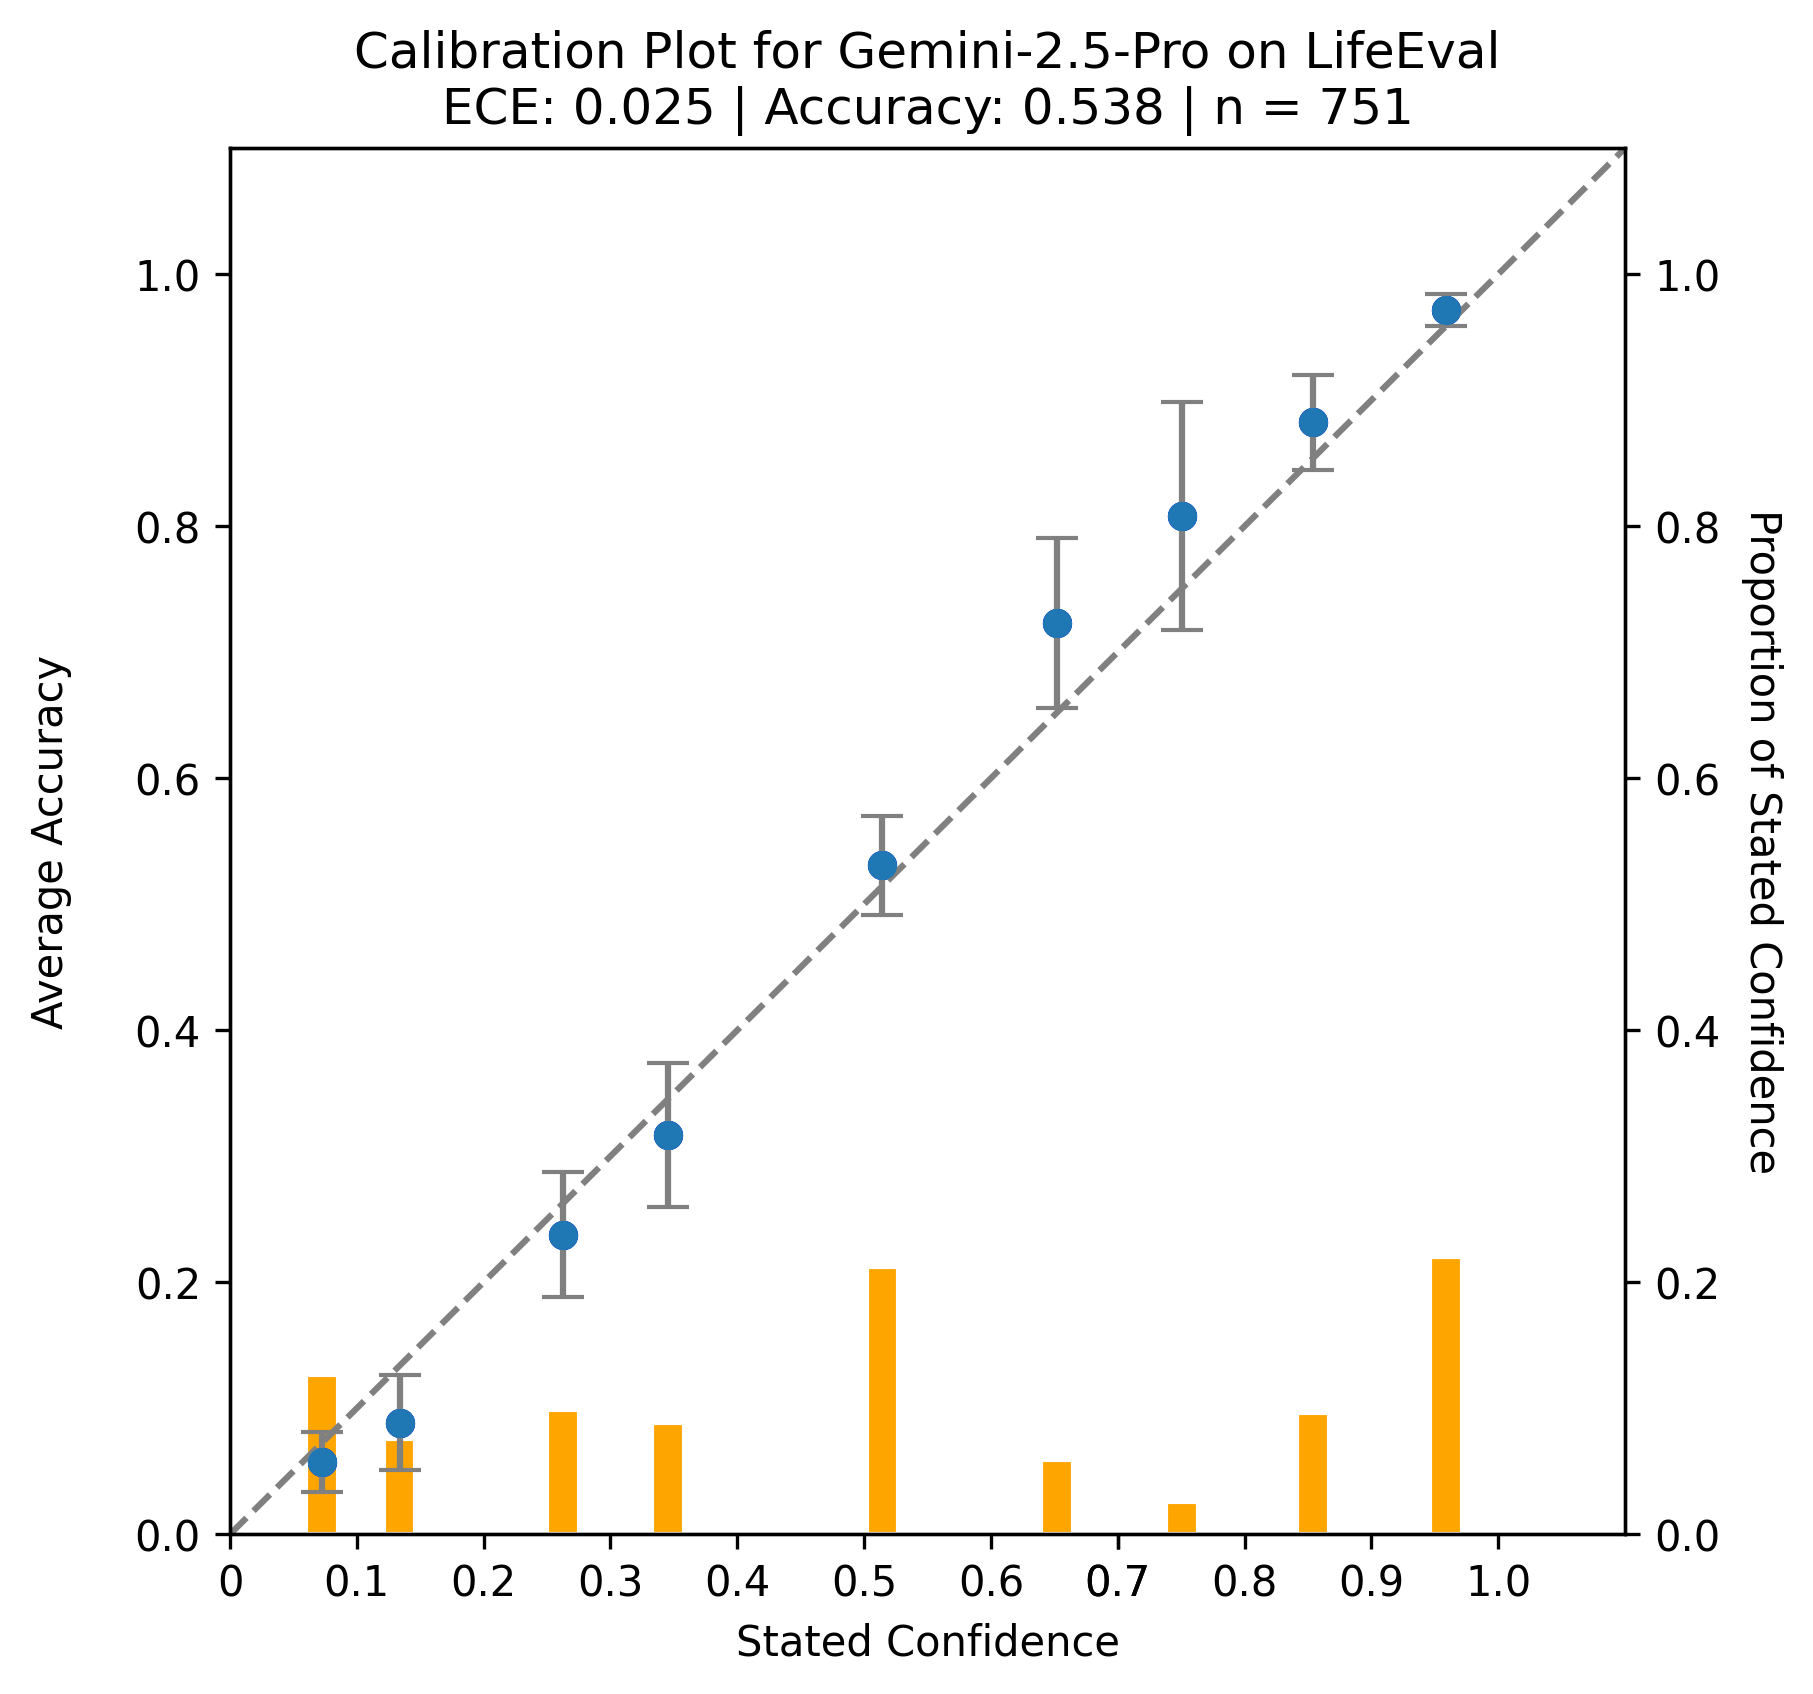 Calibration Plot for Gemini-2.5-Pro on LifeEval
ECE: 0.025 | Accuracy: 0.538 | n = 751
Average Accuracy
1.0
0.8
0.6
0.4
0.2
0.0
1.0
0.8
0.6
0.4
0.2
0.0
Proportion of Stated Confidence
0 0.1 0.2 0.3 0.4 0.5 0.6 0.7 0.8 0.9 1.0
Stated Confidence